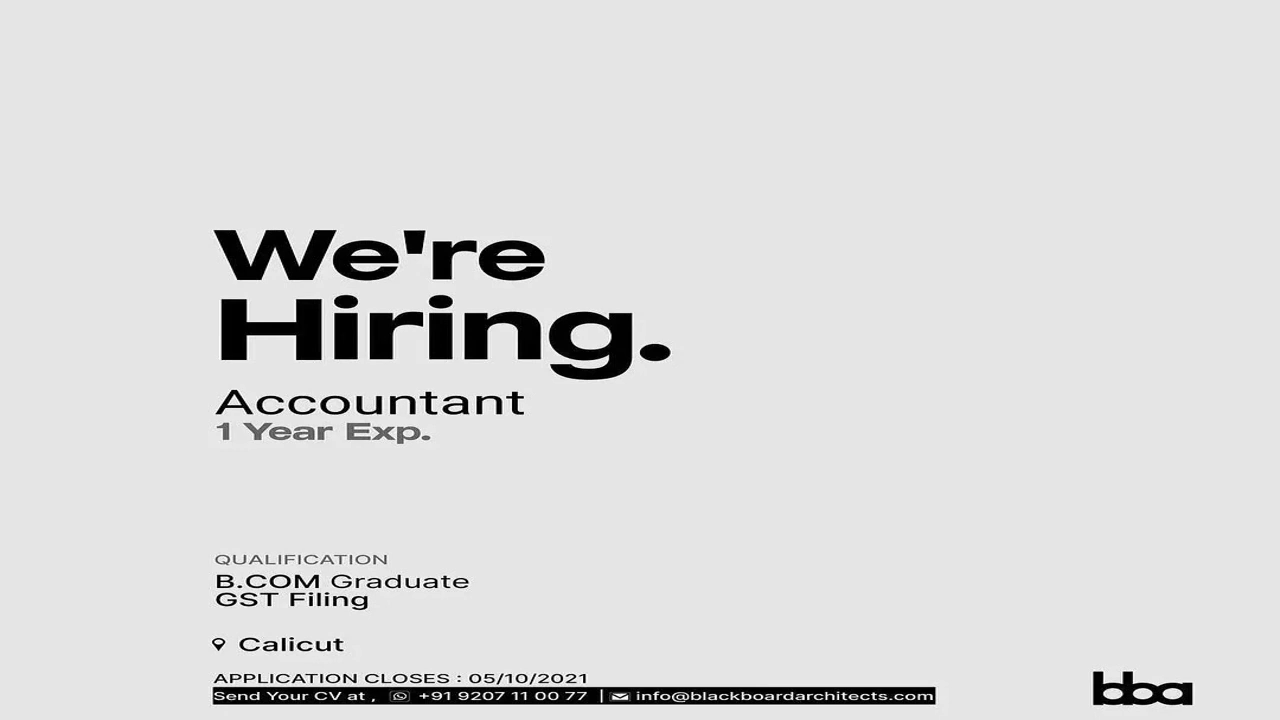 We're
Hiring.
Accountant
1 Year Exp.
QUALIFICATION
B.COM Graduate
GST Filing
Calicut
APPLICATION CLOSES : 05/10/2021
Send Your CV at , +91 9207 11 00 77 | info@blackboardarchitects.com
bba